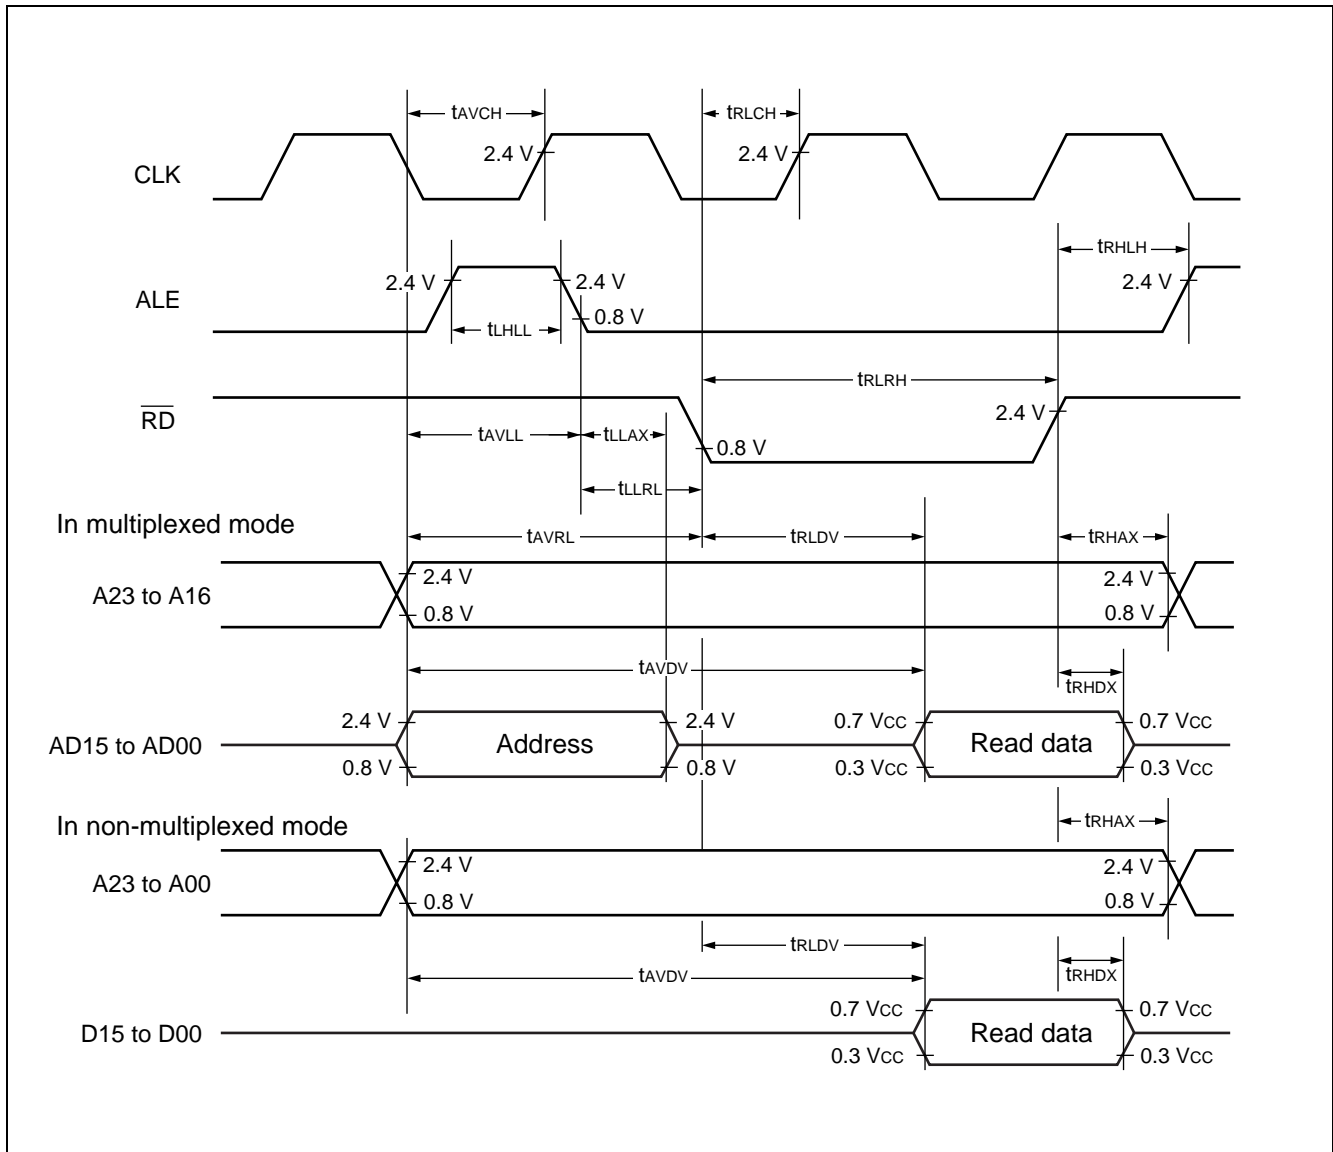 tAVCH
tRLCH
CLK
2.4 V
2.4 V
tRHLH
ALE
2.4 V
2.4 V
2.4 V
0.8 V
tLHLL
tRLRH
RD
2.4 V
tAVLL
tLLAX
0.8 V
tLLRL
In multiplexed mode
tAVRL
tRLDV
tRHAX
A23 to A16
2.4 V
2.4 V
0.8 V
0.8 V
tAVDV
tRHDX
AD15 to AD00
2.4 V
Address
2.4 V
0.7 VCC
Read data
0.7 VCC
0.8 V
0.8 V
0.3 VCC
0.3 VCC
In non-multiplexed mode
tRHAX
A23 to A00
2.4 V
2.4 V
0.8 V
0.8 V
tRLDV
tAVDV
tRHDX
D15 to D00
0.7 VCC
Read data
0.7 VCC
0.3 VCC
0.3 VCC